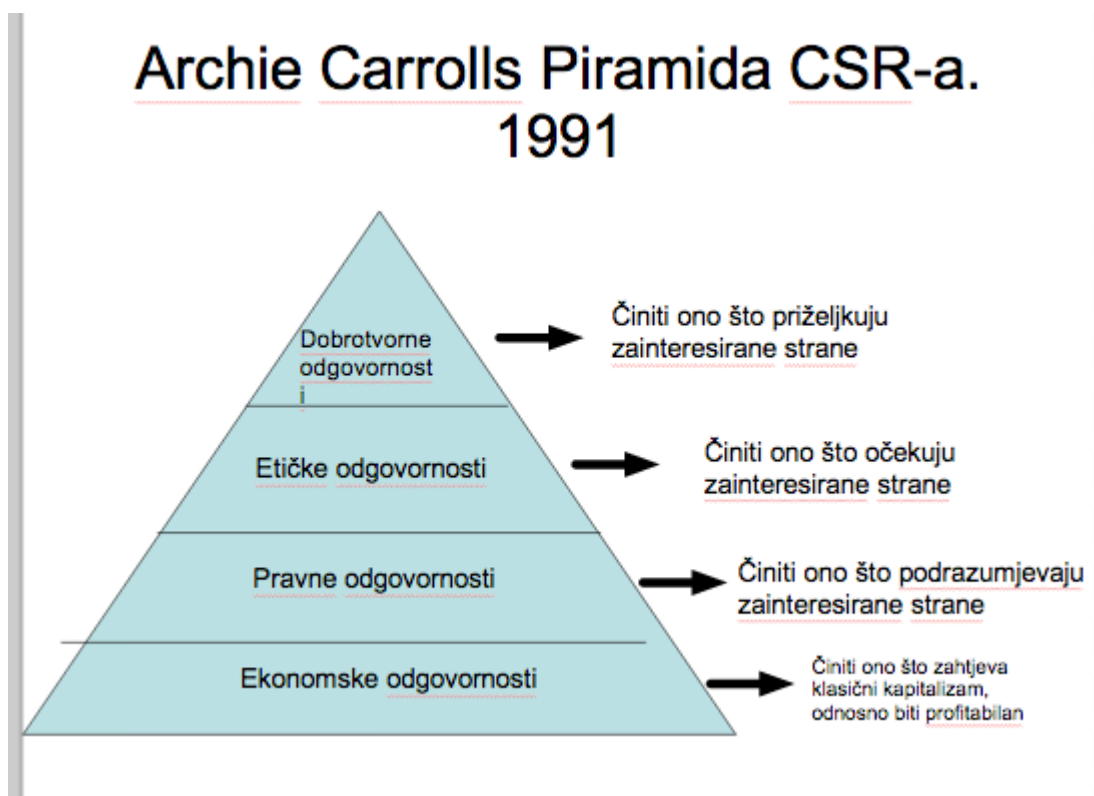 Archie Carrolls Piramida CSR-a.
1991
Dobrotvorne
odgovornost
i
Činiti ono što priželjkuju
zainteresirane strane
Etičke odgovornosti
Činiti ono što očekuju
zainteresirane strane
Pravne odgovornosti
Činiti ono što podrazumjevaju
zainteresirane strane
Ekonomske odgovornosti
Činiti ono što zahtjeva
klasični kapitalizam,
odnosno biti profitabilan